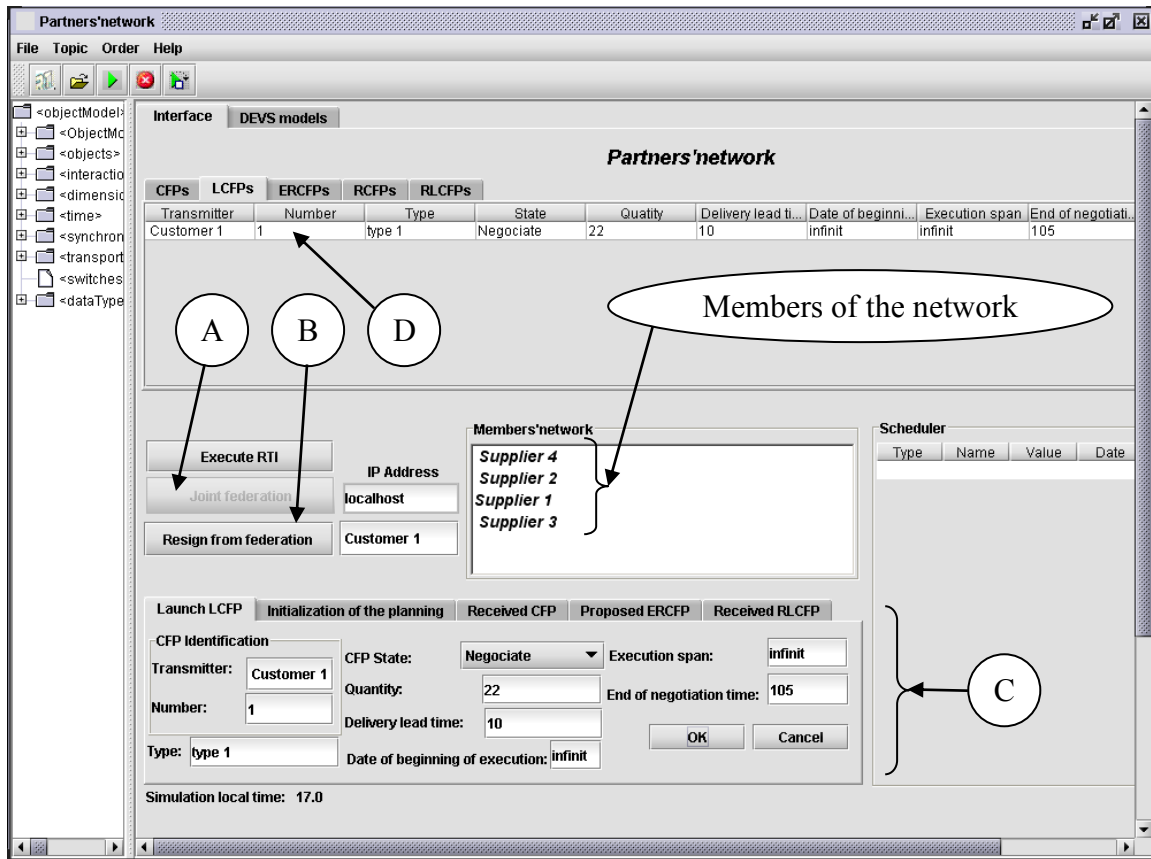 Partners'network
File Topic Order Help
<objectModel>
<ObjectMo
<objects>
<interactio
<dimensio
<time>
<synchron
<transport
<switches
<dataType
Interface DEVS models
Partners'network
CFPs LCFPs ERCFPs RCFPs RLCFPs
Transmitter Number Type State Quatity Delivery lead ti... Date of beginni... Execution span End of negotiati..
Customer 1 1 type 1 Negociate 22 10 infinit infinit 105
Members of the network
A B D
Members'network
Scheduler
Type Name Value Date
Execute RTI
IP Address
Joint federation
localhost
Resign from federation
Customer 1
Supplier 4
Supplier 2
Supplier 1
Supplier 3
Launch LCFP Initialization of the planning Received CFP Proposed ERCFP Received RLCFP
CFP Identification
Transmitter: Customer 1
Number: 1
Type: type 1
CFP State: Negociate
Quantity: 22
Delivery lead time: 10
Date of beginning of execution: infinit
Execution span: infinit
End of negotiation time: 105
OK Cancel
C
Simulation local time: 17.0